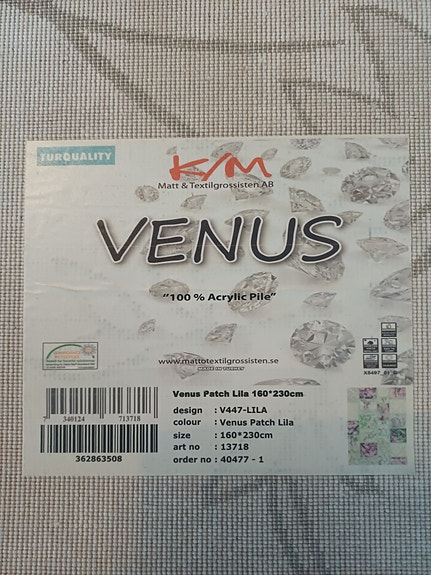 TURQUALITY
K/M
Matt & Textilgrossisten AB
VENUS
"100 % Acrylic Pile"
www.mattotextilgrossisten.se
MADE IN TURKEY
Venus Patch Lila 160*230cm
design : V447-LILA
colour : Venus Patch Lila
size : 160*230cm
art no : 13718
order no : 40477 - 1
7 340124 713718
362863508